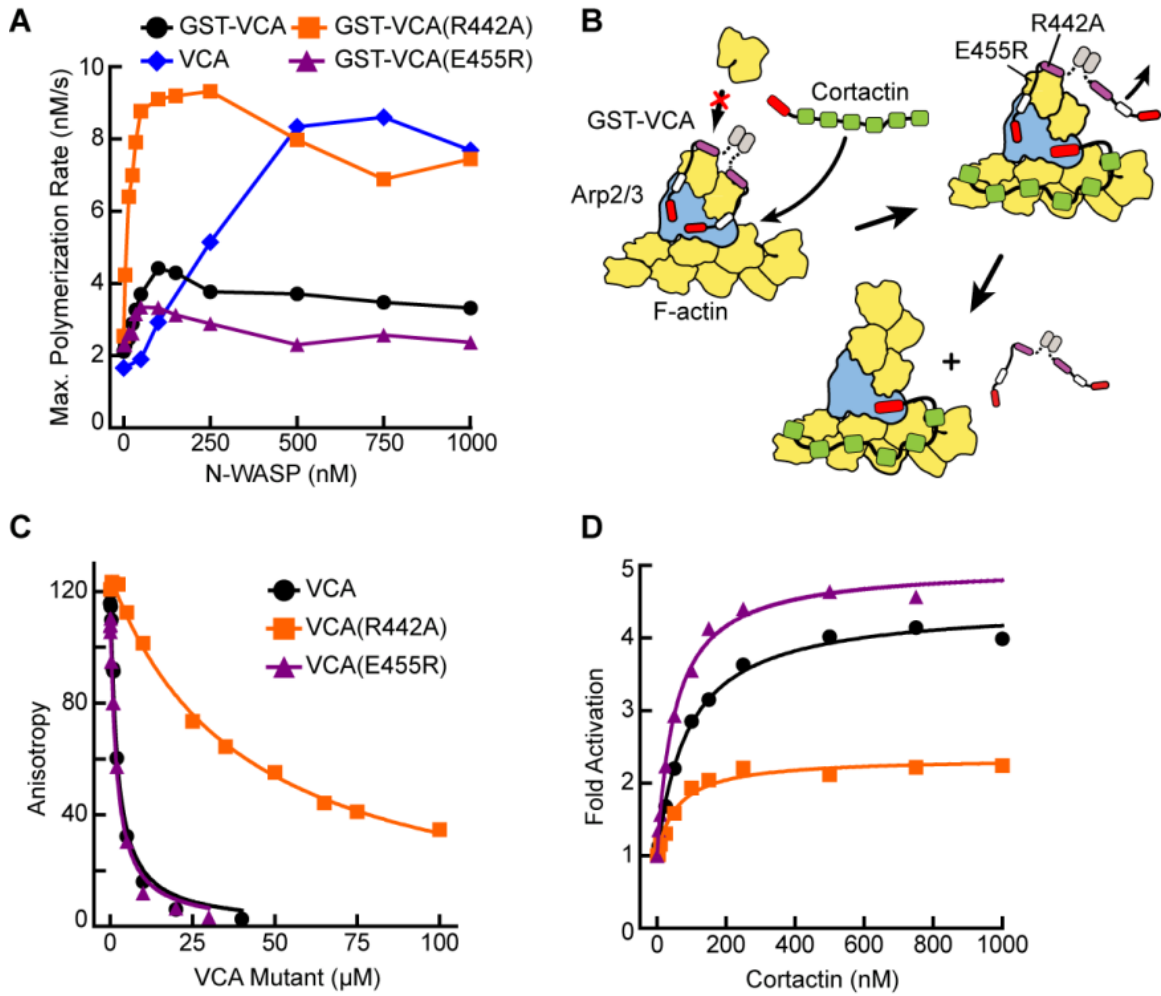 A
GST-VCA
GST-VCA(R442A)
VCA
GST-VCA(E455R)
Max. Polymerization Rate (nM/s)
10
8
6
4
2
0
0
250
500
750
1000
N-WASP (nM)
B
R442A
E455R
Cortactin
GST-VCA
Arp2/3
F-actin
+
C
VCA
VCA(R442A)
VCA(E455R)
Anisotropy
120
80
40
0
0
25
50
75
100
VCA Mutant (µM)
D
Fold Activation
5
4
3
2
1
0
0
200
400
600
800
1000
Cortactin (nM)